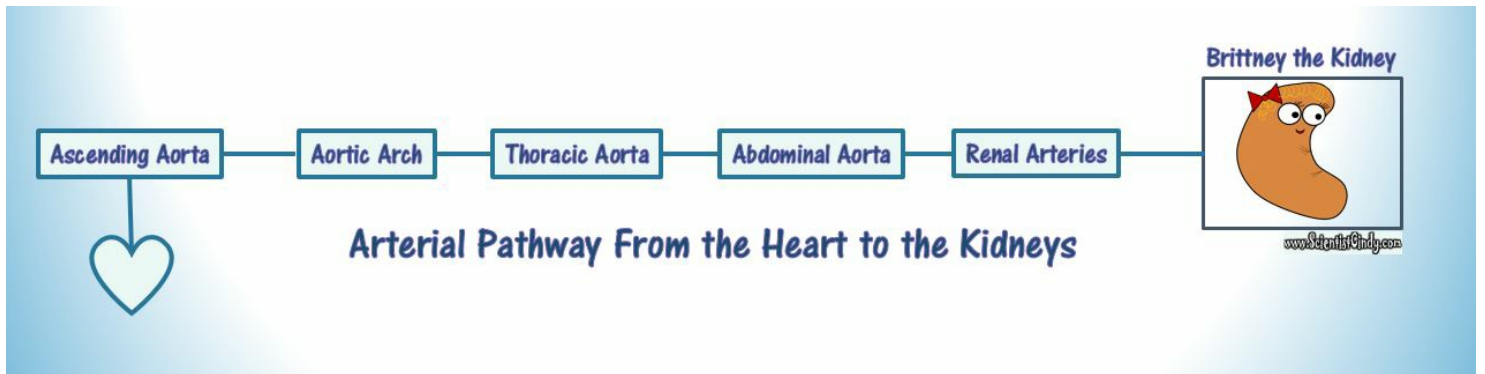 Brittney the Kidney
Ascending Aorta
Aortic Arch
Thoracic Aorta
Abdominal Aorta
Renal Arteries
Arterial Pathway From the Heart to the Kidneys
www.ScientistCindy.com